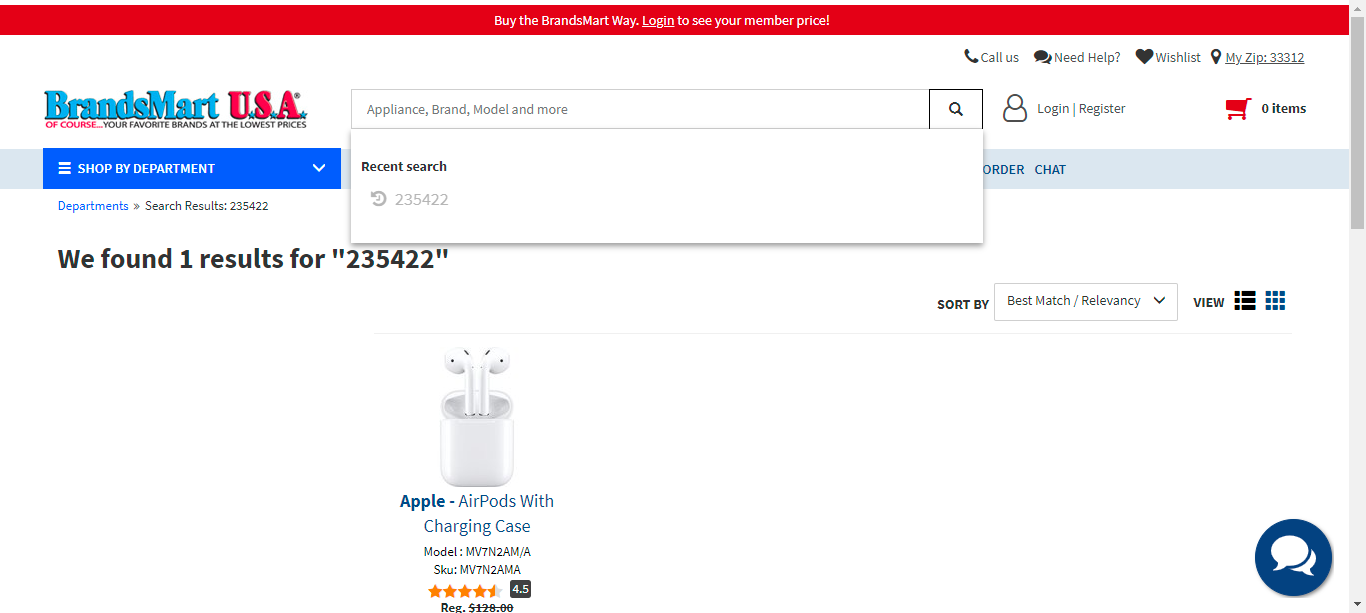 Buy the BrandsMart Way. Login to see your member price!
Call us Need Help? Wishlist My Zip: 33312
BrandsMart U.S.A.®
OF COURSE...YOUR FAVORITE BRANDS AT THE LOWEST PRICES
Appliance, Brand, Model and more
Login | Register
0 items
SHOP BY DEPARTMENT
Recent search
235422
ORDER CHAT
Departments » Search Results: 235422
We found 1 results for "235422"
SORT BY Best Match / Relevancy VIEW
Apple - AirPods With
Charging Case
Model : MV7N2AM/A
Sku: MV7N2AMA
4.5
Reg. $128.00